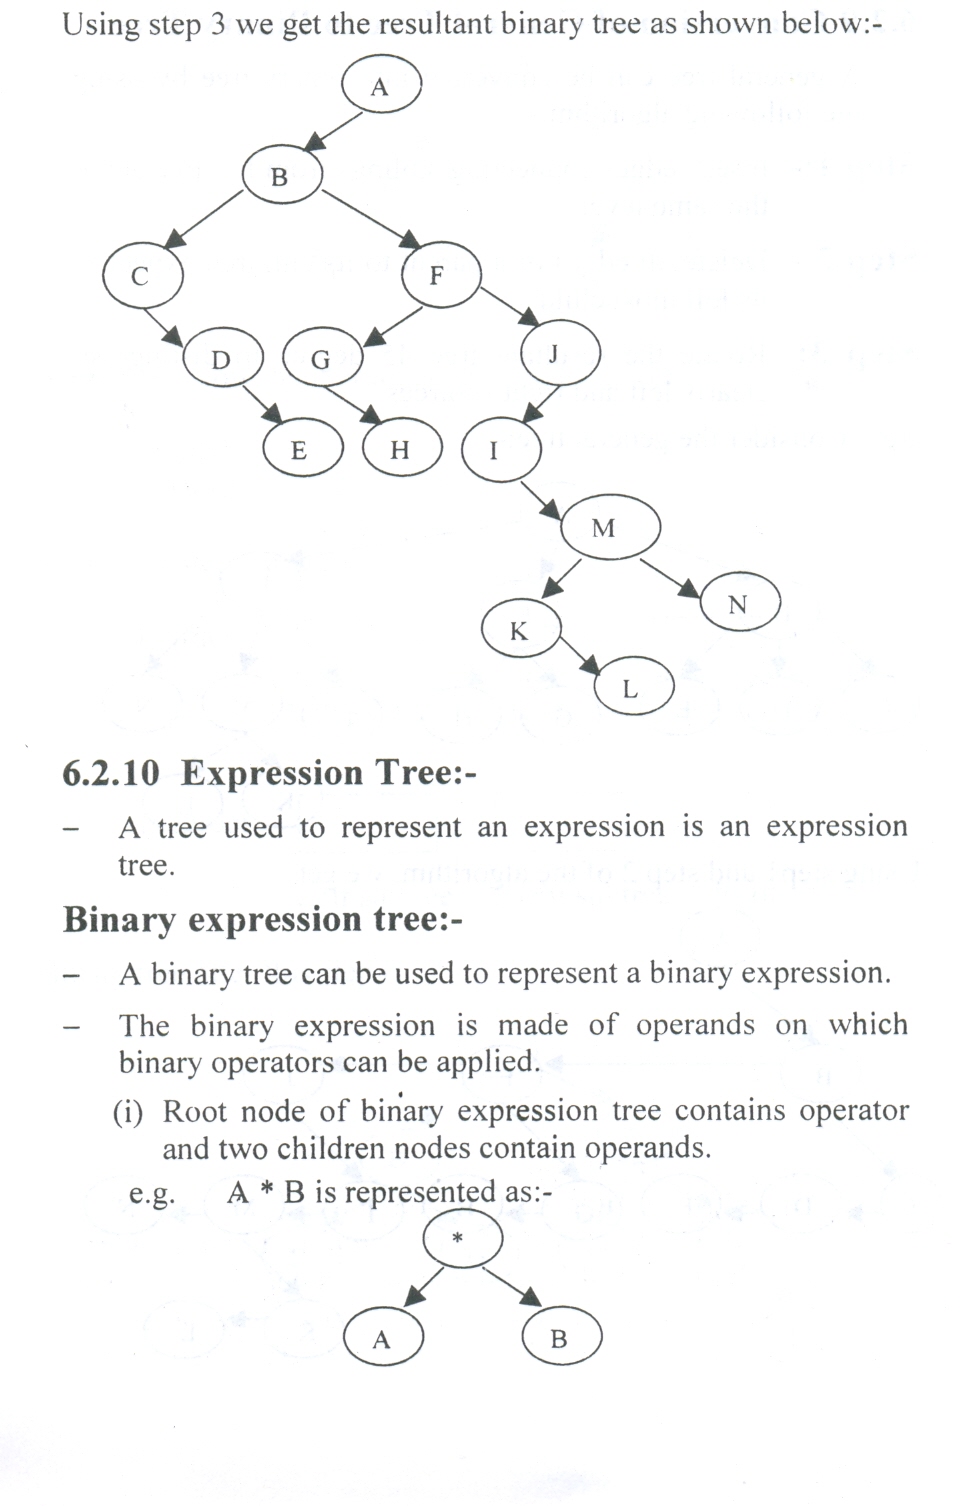 Using step 3 we get the resultant binary tree as shown below:-
A
B
C
F
D
G
J
E
H
I
M
K
N
L
6.2.10 Expression Tree:-
– A tree used to represent an expression is an expression
tree.
Binary expression tree:-
– A binary tree can be used to represent a binary expression.
– The binary expression is made of operands on which
binary operators can be applied.
(i) Root node of binary expression tree contains operator
and two children nodes contain operands.
e.g. A * B is represented as:-
*
A
B